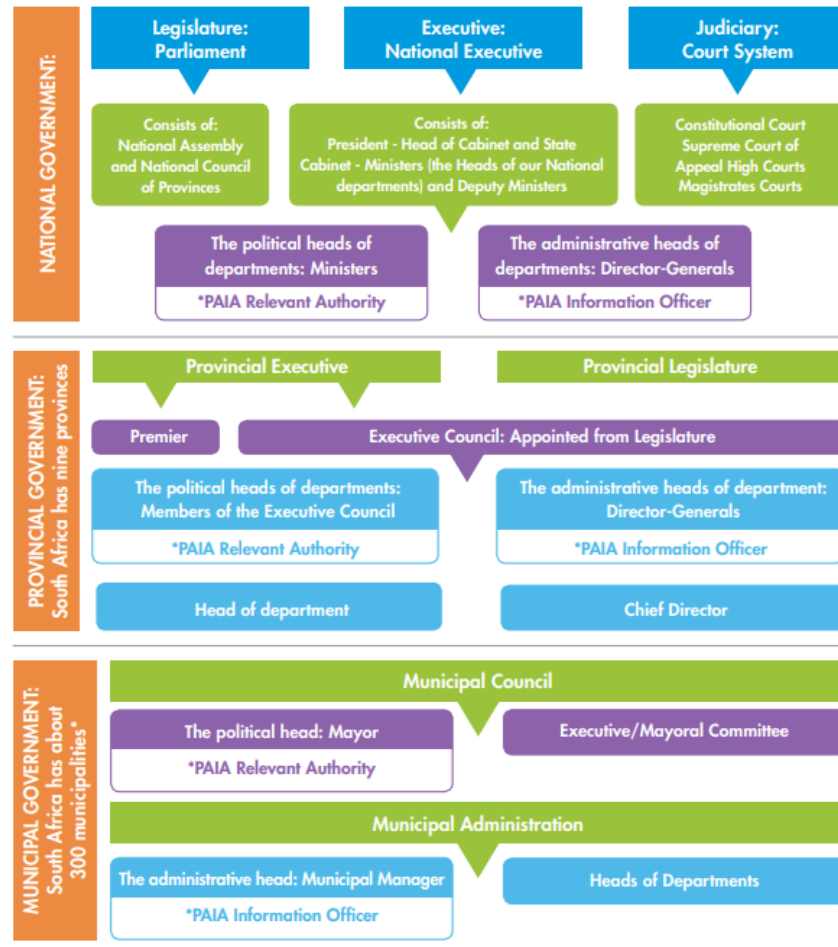 NATIONAL GOVERNMENT:
Legislature:
Parliament
Executive:
National Executive
Judiciary:
Court System
Consists of:
National Assembly
and National Council
of Provinces
Consists of:
President - Head of Cabinet and State
Cabinet - Ministers (the Heads of our National
departments) and Deputy Ministers
Constitutional Court
Supreme Court of
Appeal High Courts
Magistrates Courts
The political heads of
departments: Ministers
*PAIA Relevant Authority
The administrative heads of
departments: Director-Generals
*PAIA Information Officer
PROVINCIAL GOVERNMENT:
South Africa has nine provinces
Provincial Executive
Provincial Legislature
Premier
Executive Council: Appointed from Legislature
The political heads of departments:
Members of the Executive Council
*PAIA Relevant Authority
The administrative heads of department:
Director-Generals
*PAIA Information Officer
Head of department
Chief Director
MUNICIPAL GOVERNMENT:
South Africa has about
300 municipalities*
Municipal Council
The political head: Mayor
*PAIA Relevant Authority
Executive/Mayoral Committee
Municipal Administration
The administrative head: Municipal Manager
*PAIA Information Officer
Heads of Departments